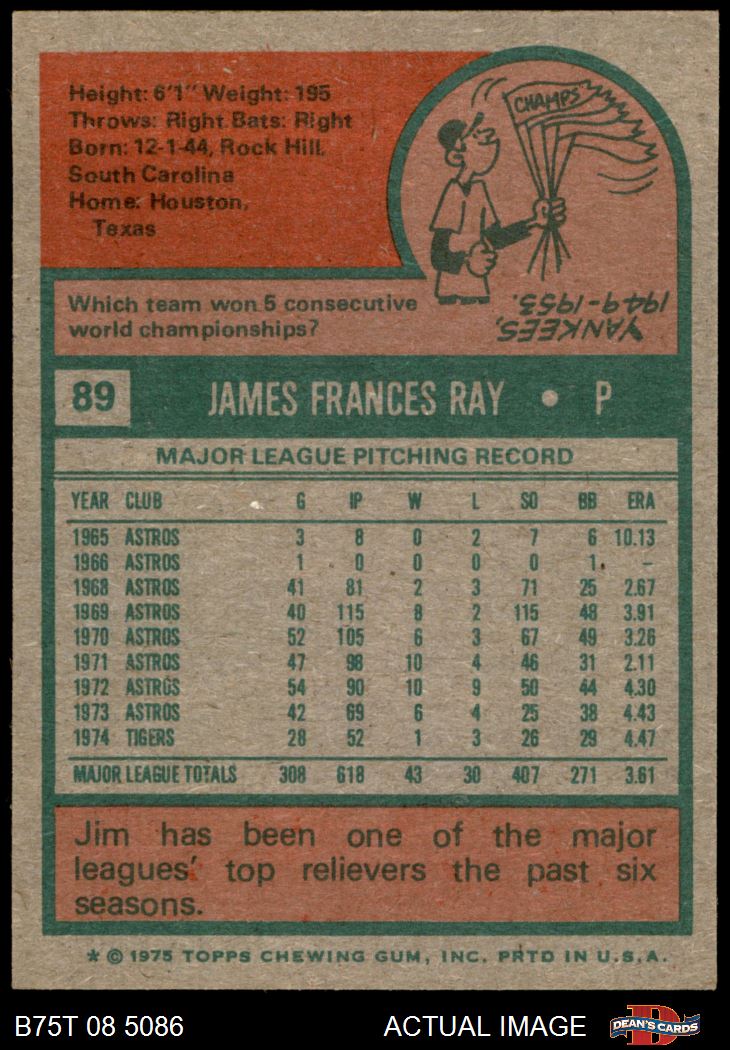 Height: 6'1" Weight: 195
Throws: Right Bats: Right
Born: 12-1-44, Rock Hill,
South Carolina
Home: Houston,
Texas
CHAMPS
Which team won 5 consecutive
world championships?
YANKEES,
1949-1953.
89 JAMES FRANCES RAY • P
MAJOR LEAGUE PITCHING RECORD
YEAR CLUB G IP W L SO BB ERA
1965 ASTROS 3 8 0 2 7 6 10.13
1966 ASTROS 1 0 0 0 0 1 -
1968 ASTROS 41 81 2 3 71 25 2.67
1969 ASTROS 40 115 8 2 115 48 3.91
1970 ASTROS 52 105 6 3 67 49 3.26
1971 ASTROS 47 98 10 4 46 31 2.11
1972 ASTROS 54 90 10 9 50 44 4.30
1973 ASTROS 42 69 6 4 25 38 4.43
1974 TIGERS 28 52 1 3 26 29 4.47
MAJOR LEAGUE TOTALS 308 618 43 30 407 271 3.61
Jim has been one of the major
leagues' top relievers the past six
seasons.
* © 1975 TOPPS CHEWING GUM, INC. PRTD IN U.S.A.
B75T 08 5086 ACTUAL IMAGE
D
DEAN'S CARDS